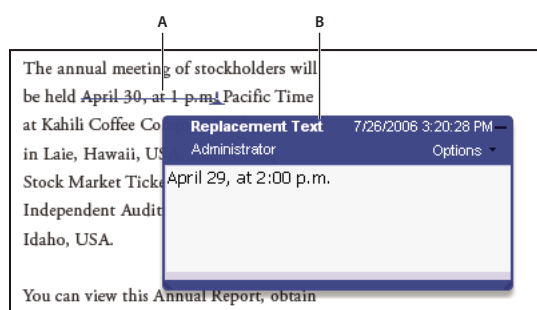 A B
The annual meeting of stockholders will
be held April 30, at 1 p.m. Pacific Time
at Kahili Coffee Co
in Laie, Hawaii, US
Stock Market Ticke
Independent Audit
Idaho, USA.
You can view this Annual Report, obtain
Replacement Text 7/26/2006 3:20:28 PM
Administrator Options
April 29, at 2:00 p.m.